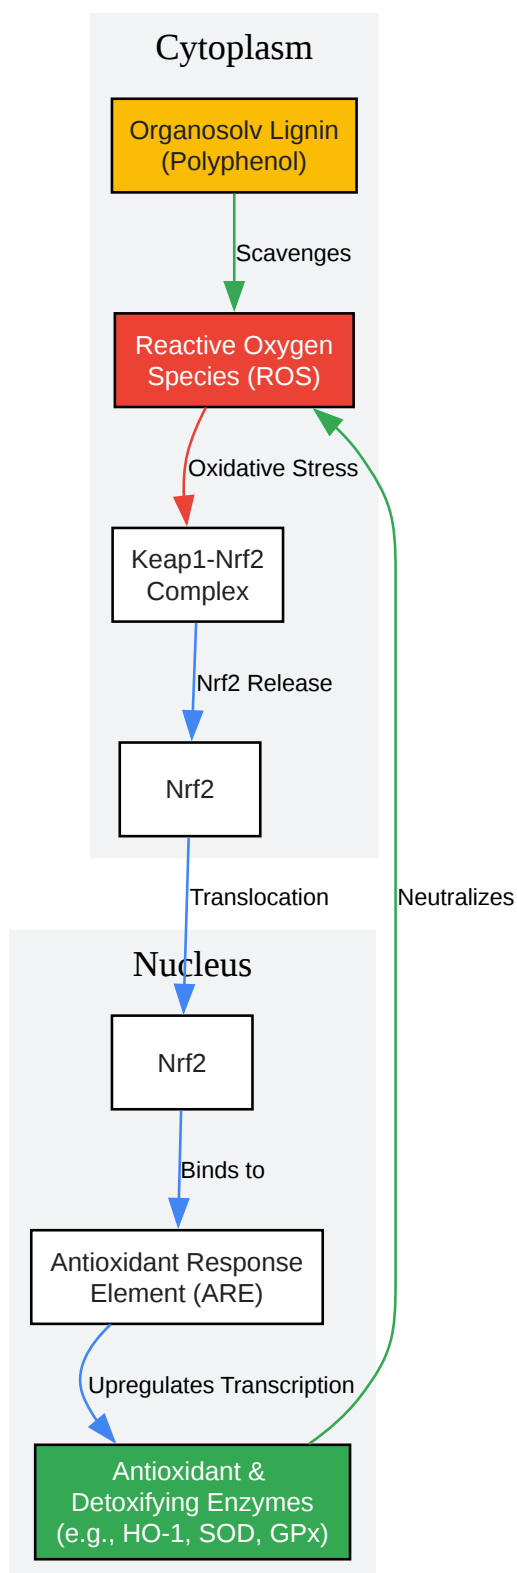 Cytoplasm
Organosolv Lignin
(Polyphenol)
Scavenges
Reactive Oxygen
Species (ROS)
Oxidative Stress
Keap1-Nrf2
Complex
Nrf2 Release
Nrf2
Translocation
Neutralizes
Nucleus
Nrf2
Binds to
Antioxidant Response
Element (ARE)
Upregulates Transcription
Antioxidant &
Detoxifying Enzymes
(e.g., HO-1, SOD, GPx)